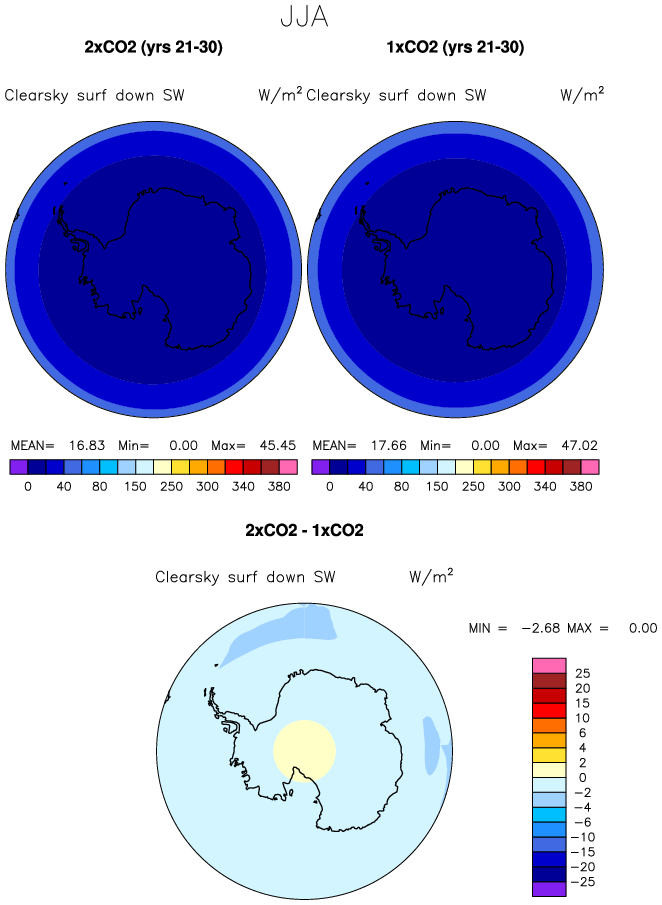 JJA
2xCO2 (yrs 21-30) 1xCO2 (yrs 21-30)
Clearsky surf down SW W/m² Clearsky surf down SW W/m²
MEAN= 16.83 Min= 0.00 Max= 45.45 MEAN= 17.66 Min= 0.00 Max= 47.02
0 40 80 150 250 300 340 380 0 40 80 150 250 300 340 380
2xCO2 - 1xCO2
Clearsky surf down SW W/m²
MIN = −2.68 MAX = 0.00
25
20
15
10
6
4
2
0
−2
−4
−6
−10
−15
−20
−25